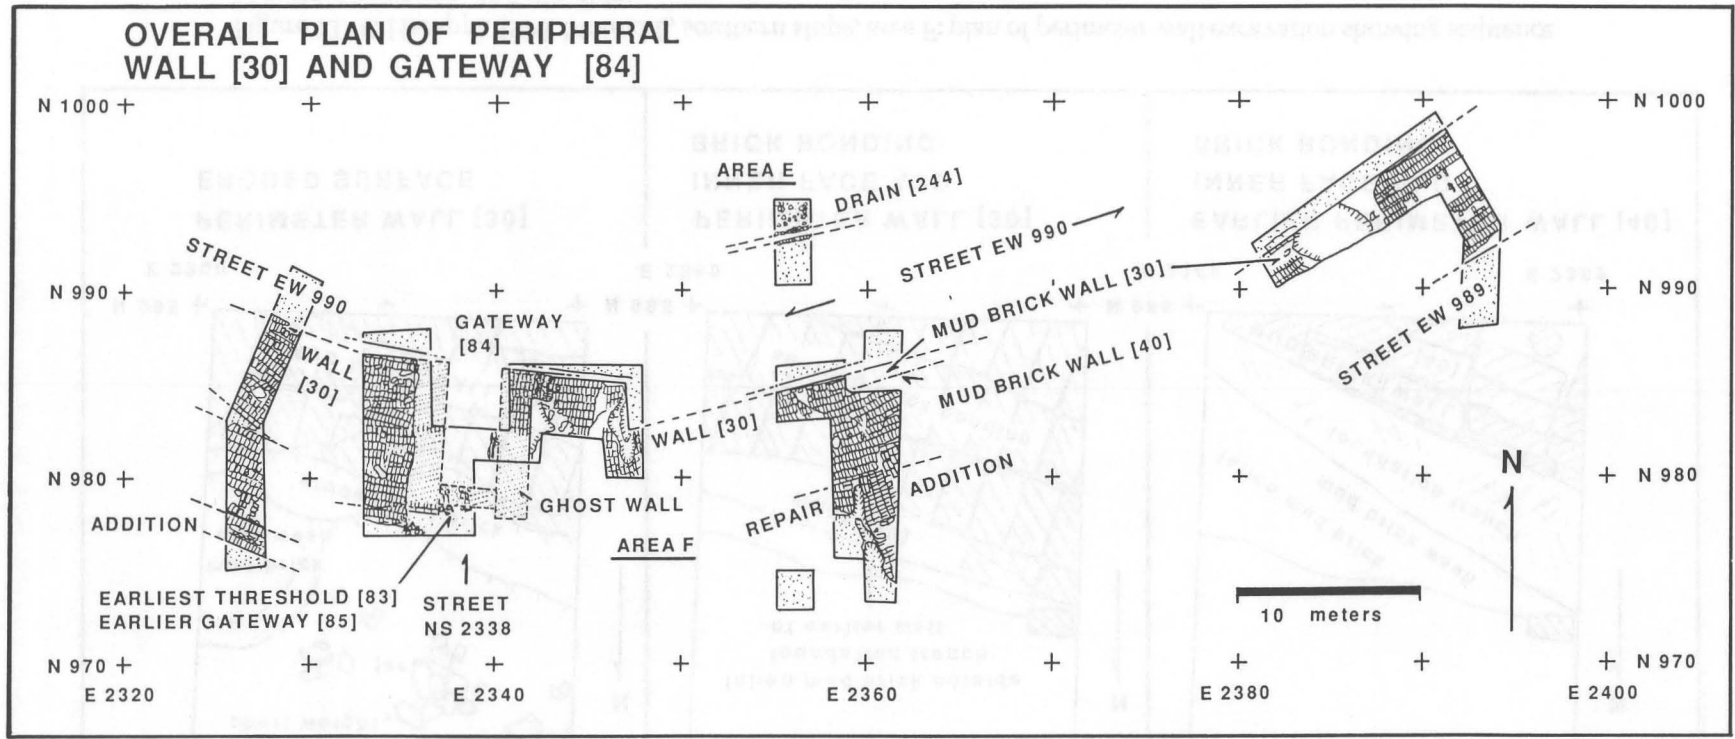 OVERALL PLAN OF PERIPHERAL
WALL [30] AND GATEWAY [84]
N 1000
N 1000
AREA E
DRAIN [244]
STREET EW 990
STREET EW 990
MUD BRICK WALL [30]
N 990
N 990
GATEWAY
[84]
WALL
[30]
MUD BRICK WALL [40]
STREET EW 989
WALL [30]
N 980
N
N 980
ADDITION
GHOST WALL
REPAIR
ADDITION
AREA F
EARLIEST THRESHOLD [83]
EARLIER GATEWAY [85]
STREET
NS 2338
10 meters
N 970
N 970
E 2320
E 2340
E 2360
E 2380
E 2400